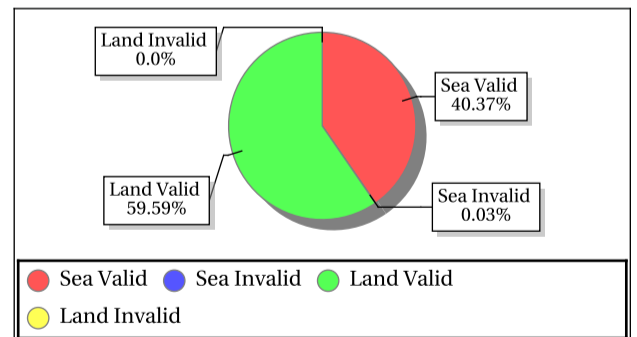 Land Invalid
0.0%
Sea Valid
40.37%
Land Valid
59.59%
Sea Invalid
0.03%
Sea Valid Sea Invalid Land Valid
Land Invalid